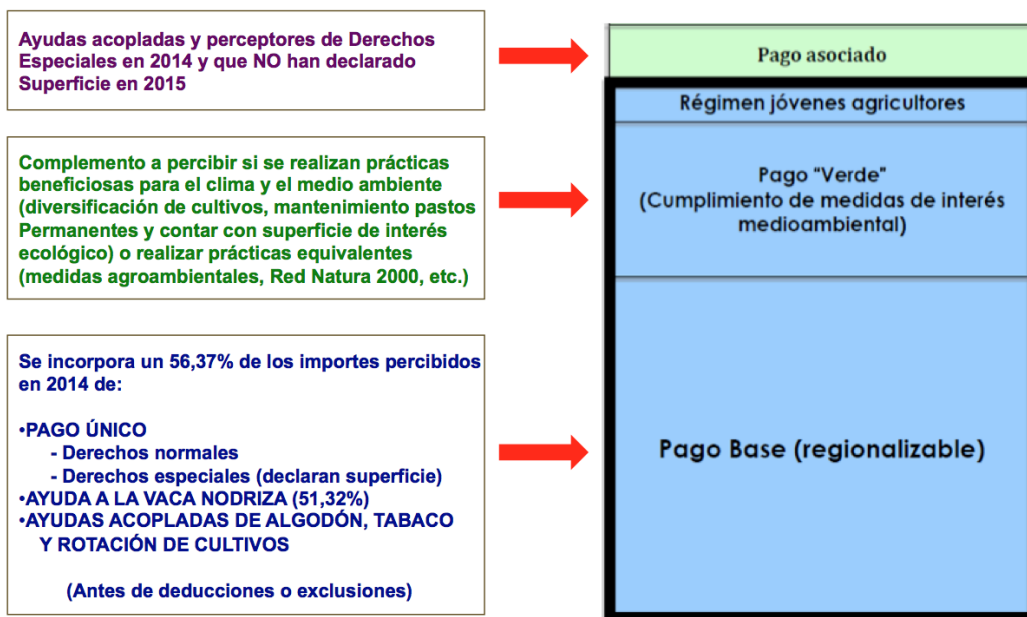 Ayudas acopladas y perceptores de Derechos
Especiales en 2014 y que NO han declarado
Superficie en 2015
Pago asociado
Régimen jóvenes agricultores
Complemento a percibir si se realizan prácticas
beneficiosas para el clima y el medio ambiente
(diversificación de cultivos, mantenimiento pastos
Permanentes y contar con superficie de interés
ecológico) o realizar prácticas equivalentes
(medidas agroambientales, Red Natura 2000, etc.)
Pago "Verde"
(Cumplimiento de medidas de interés
medioambiental)
Se incorpora un 56,37% de los importes percibidos
en 2014 de:
•PAGO ÚNICO
- Derechos normales
- Derechos especiales (declaran superficie)
•AYUDA A LA VACA NODRIZA (51,32%)
•AYUDAS ACOPLADAS DE ALGODÓN, TABACO
Y ROTACIÓN DE CULTIVOS
(Antes de deducciones o exclusiones)
Pago Base (regionalizable)